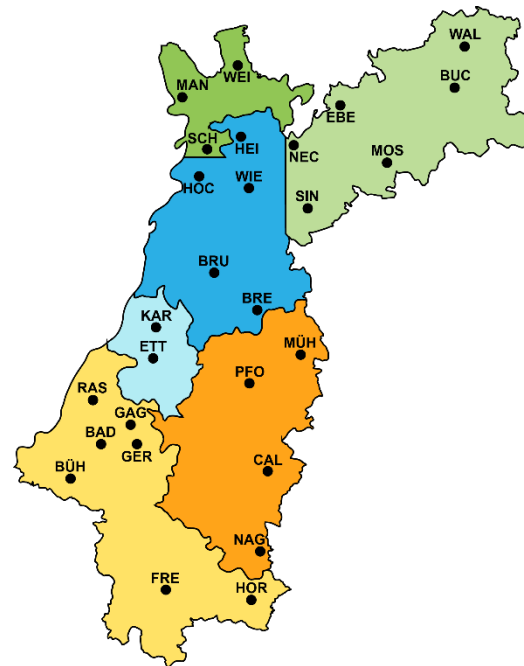 WAL
WEI
BUC
MAN
EBE
SCH
HEI
NEC
MOS
HOC
WIE
SIN
BRU
BRE
KAR
MÜH
ETT
PFO
RAS
GAG
BAD
GER
BÜH
CAL
NAG
FRE
HOR